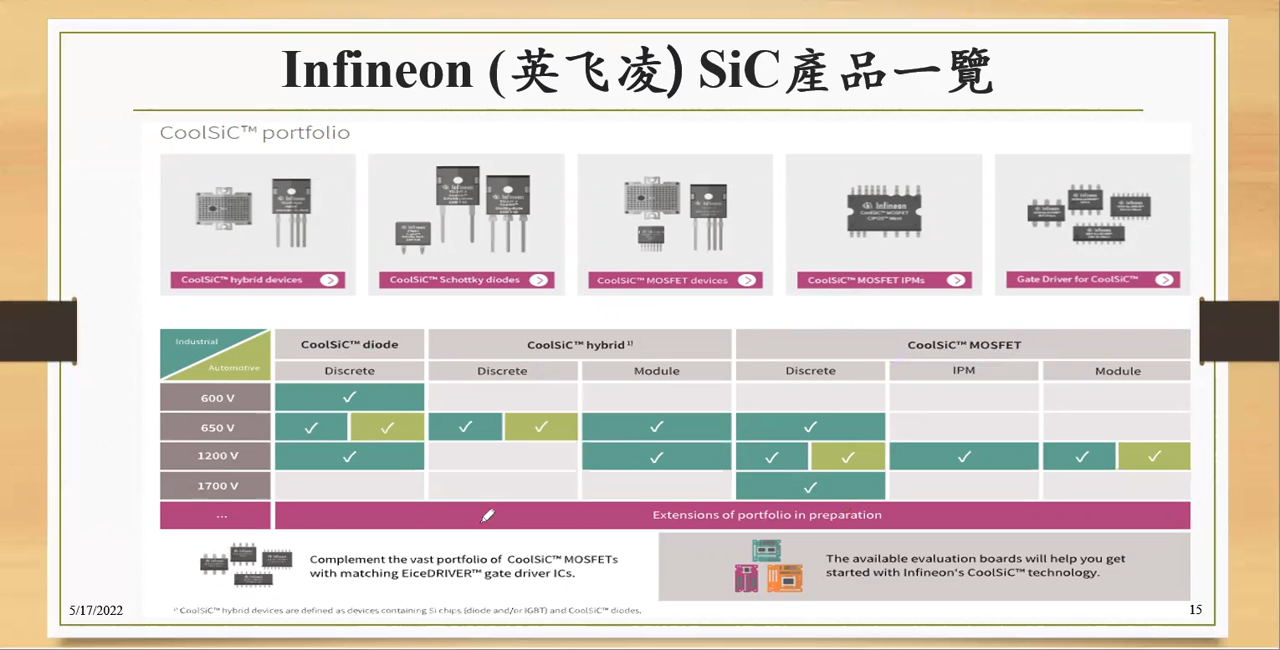 Infineon (英飞凌) SiC產品一覽
CoolSiC™ portfolio
CoolSiC™ hybrid devices
CoolSiC™ Schottky diodes
CoolSiC™ MOSFET devices
CoolSiC™ MOSFET IPMs
Gate Driver for CoolSiC™
Industrial
Automotive
CoolSiC™ diode
CoolSiC™ hybrid ¹⁾
CoolSiC™ MOSFET
Discrete
Discrete
Module
Discrete
IPM
Module
600 V
✓
650 V
✓ ✓ ✓ ✓ ✓ ✓
1200 V
✓ ✓ ✓ ✓ ✓ ✓ ✓
1700 V
✓
...
Extensions of portfolio in preparation
Complement the vast portfolio of CoolSiC™ MOSFETs
with matching EiceDRIVER™ gate driver ICs.
The available evaluation boards will help you get
started with Infineon's CoolSiC™ technology.
5/17/2022
¹⁾ CoolSiC™ hybrid devices are defined as devices containing Si chips (diode and/or IGBT) and CoolSiC™ diodes.
15